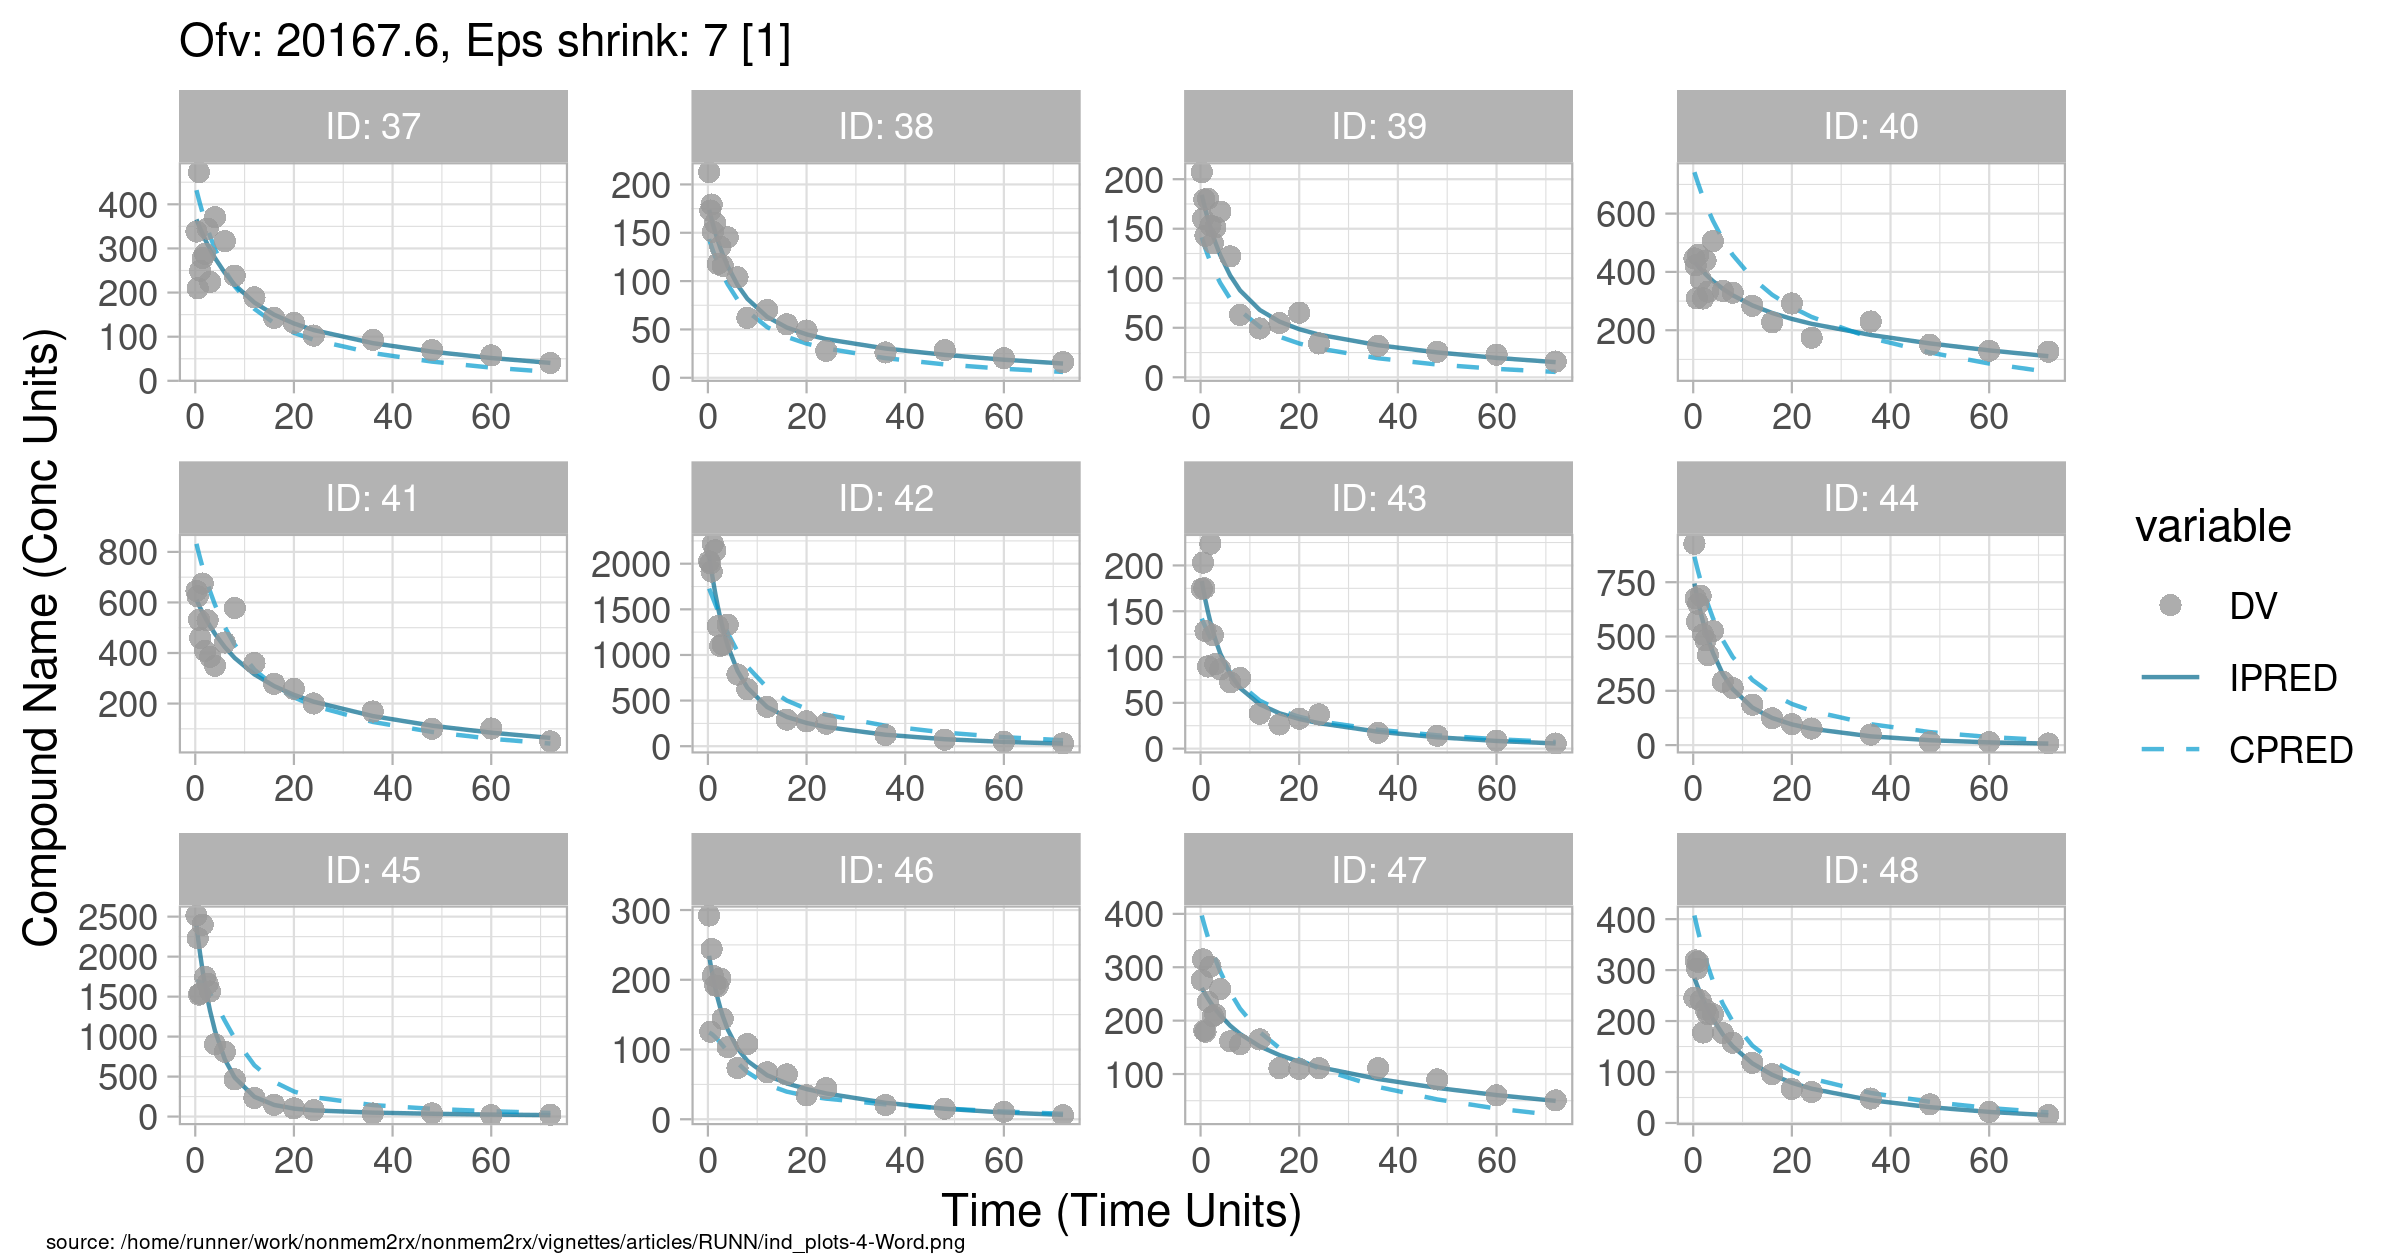 Ofv: 20167.6, Eps shrink: 7 [1]
ID: 37 ID: 38 ID: 39 ID: 40
400 300 200 100 0
200 150 100 50 0
200 150 100 50 0
600 400 200
0 20 40 60 0 20 40 60 0 20 40 60 0 20 40 60
ID: 41 ID: 42 ID: 43 ID: 44
800 600 400 200
2000 1500 1000 500 0
200 150 100 50 0
750 500 250 0
0 20 40 60 0 20 40 60 0 20 40 60 0 20 40 60
ID: 45 ID: 46 ID: 47 ID: 48
2500 2000 1500 1000 500 0
300 200 100 0
400 300 200 100
400 300 200 100 0
0 20 40 60 0 20 40 60 0 20 40 60 0 20 40 60
Compound Name (Conc Units)
Time (Time Units)
variable
DV
IPRED
CPRED
source: /home/runner/work/nonmem2rx/nonmem2rx/vignettes/articles/RUNN/ind_plots-4-Word.png